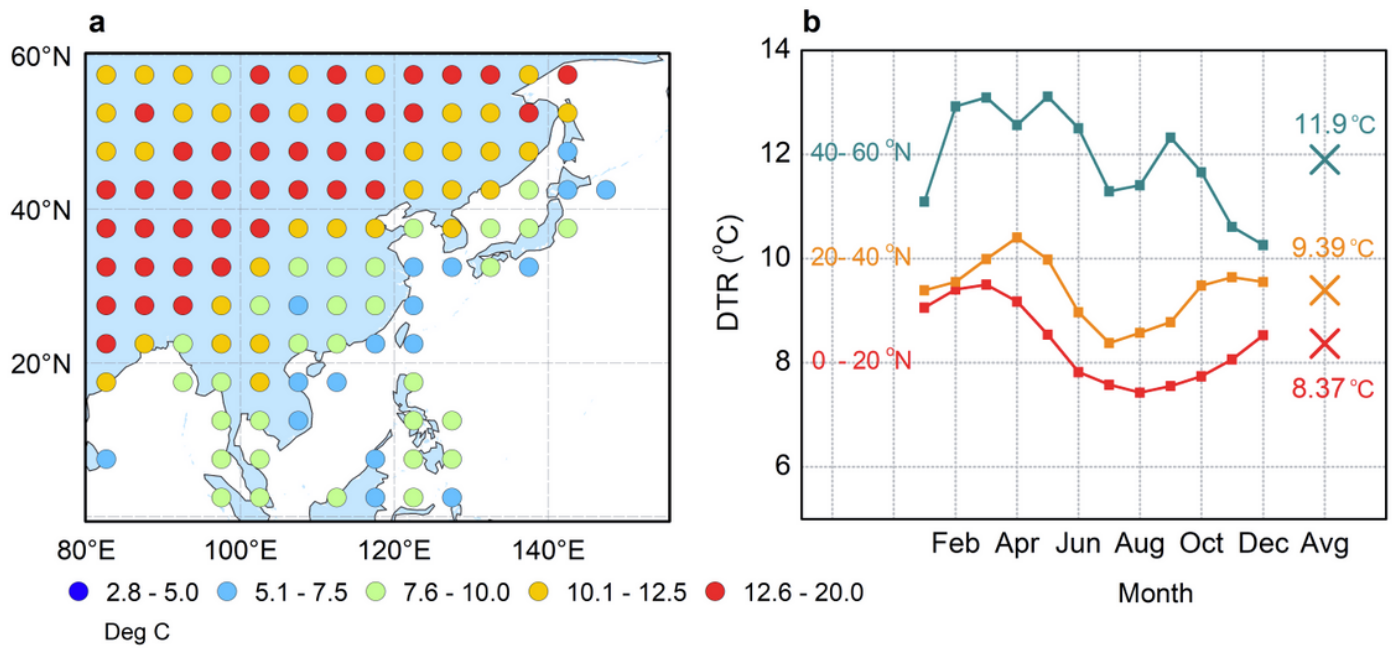 a
60°N
40°N
20°N
80°E 100°E 120°E 140°E
2.8 - 5.0 5.1 - 7.5 7.6 - 10.0 10.1 - 12.5 12.6 - 20.0
Deg C
b
14
12
10
8
6
DTR (°C)
40- 60 °N
20- 40 °N
0 - 20 °N
11.9 °C
9.39 °C
8.37 °C
Feb Apr Jun Aug Oct Dec Avg
Month